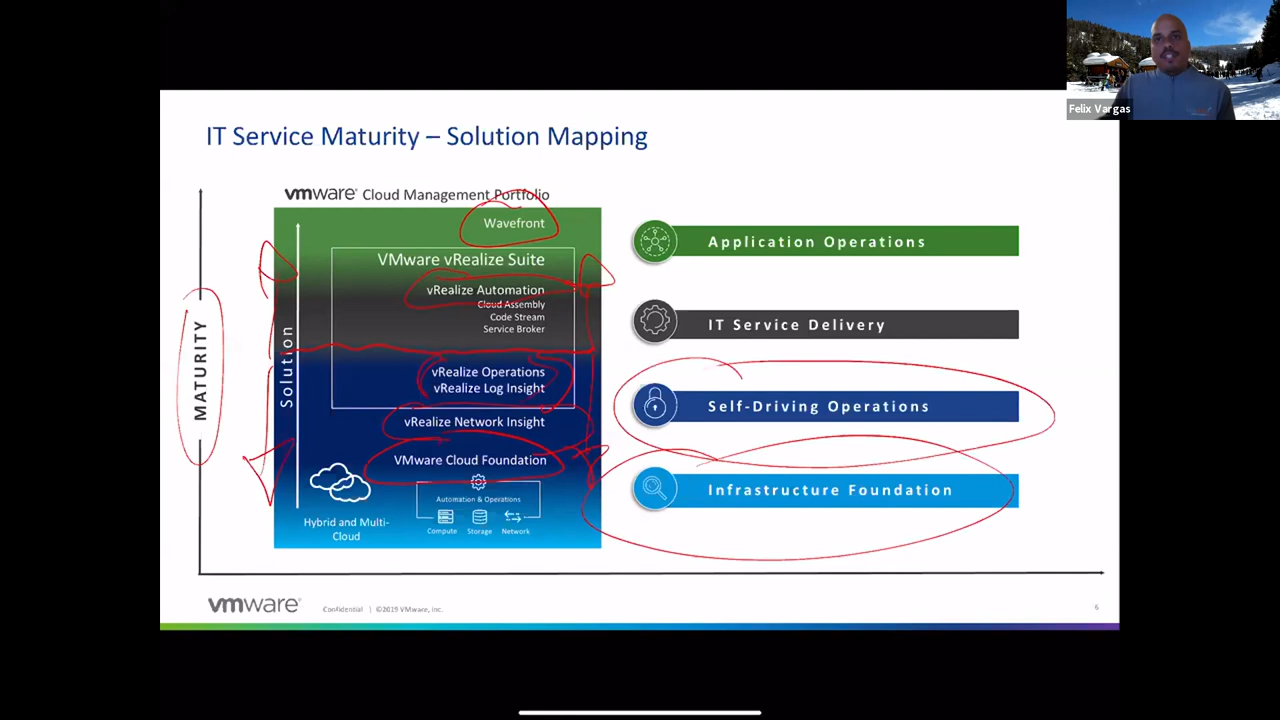 Felix Vargas
IT Service Maturity – Solution Mapping
vmware® Cloud Management Portfolio
Wavefront
VMware vRealize Suite
vRealize Automation
Cloud Assembly
Code Stream
Service Broker
vRealize Operations
vRealize Log Insight
vRealize Network Insight
VMware Cloud Foundation
Automation & Operations
Compute Storage Network
Hybrid and Multi-
Cloud
Solution
MATURITY
Application Operations
IT Service Delivery
Self-Driving Operations
Infrastructure Foundation
vmware® Confidential | ©2019 VMware, Inc. 6